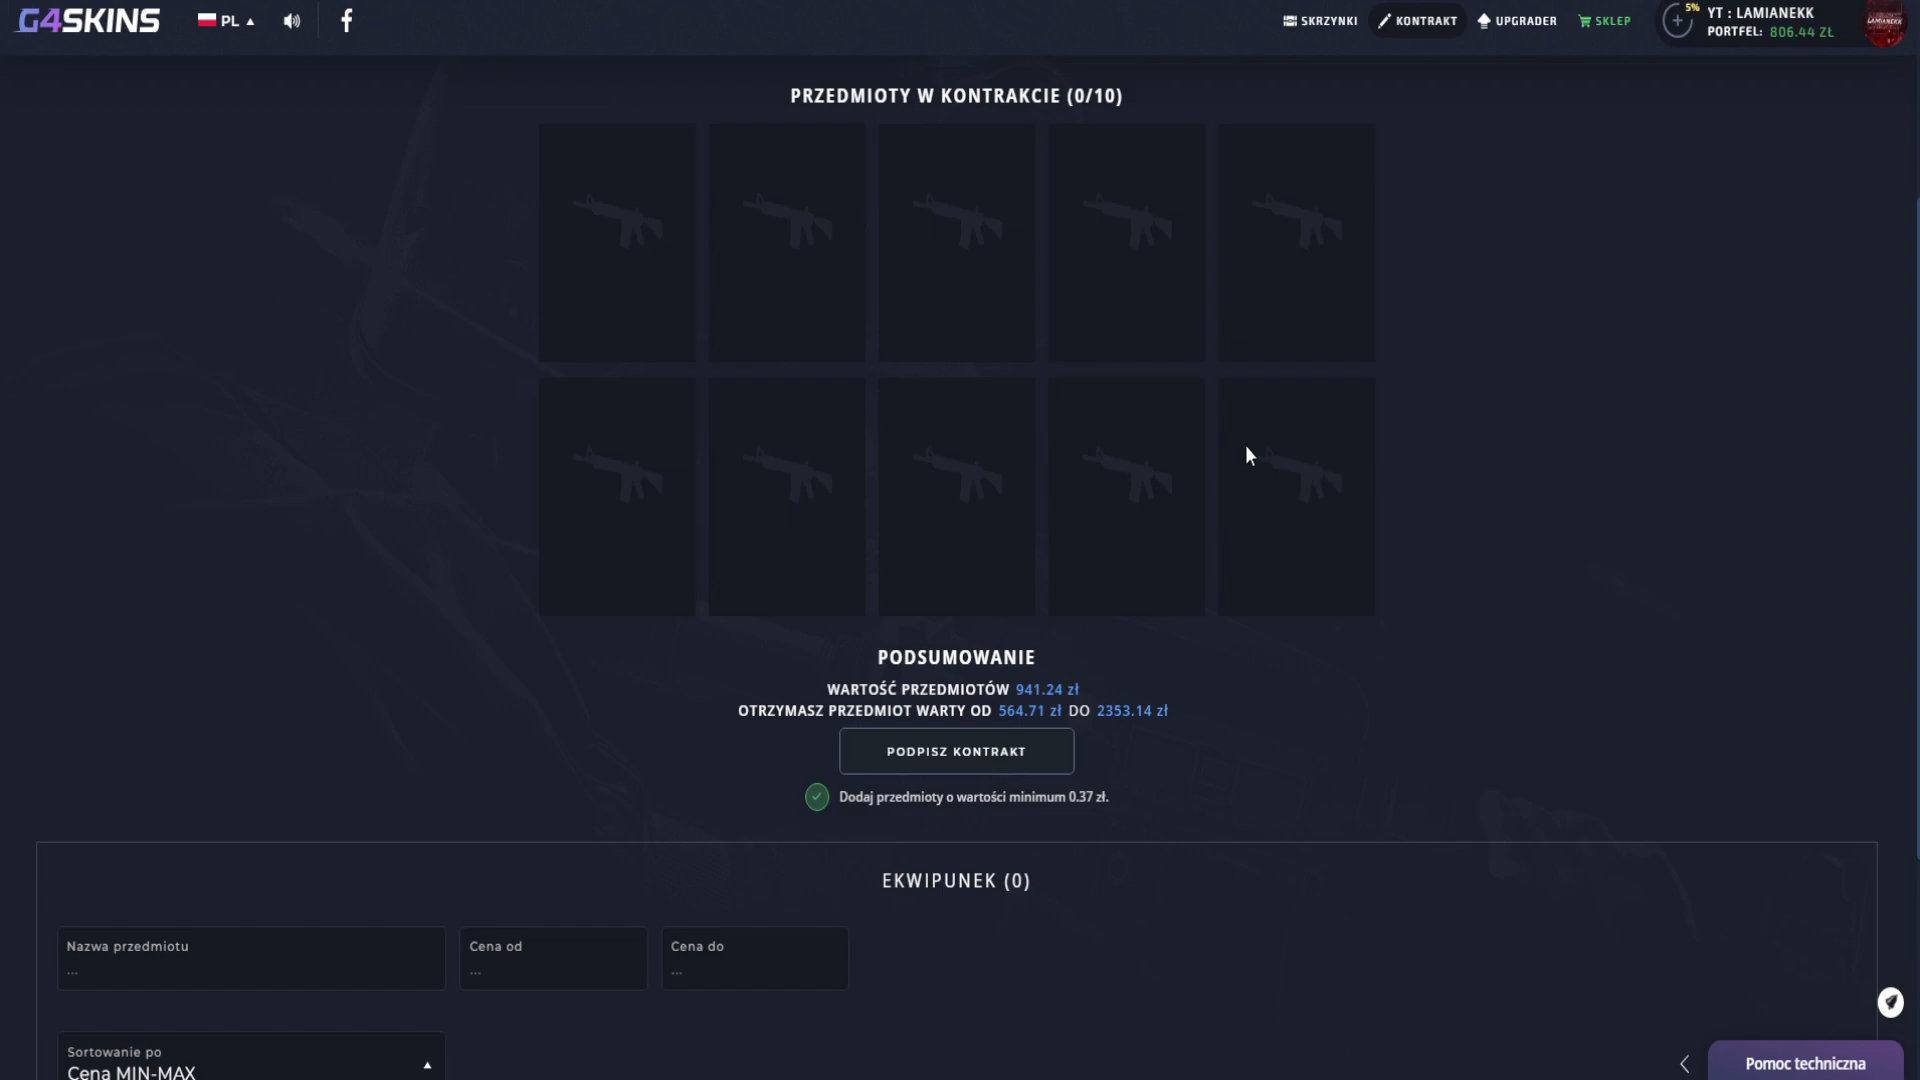 G4SKINS
PL
SKRZYNKI
KONTRAKT
UPGRADER
SKLEP
5%
YT : LAMIANEKK
PORTFEL: 806.44 ZŁ
LAMIANEKK
PRZEDMIOTY W KONTRAKCIE (0/10)
PODSUMOWANIE
WARTOŚĆ PRZEDMIOTÓW 941.24 zł
OTRZYMASZ PRZEDMIOT WARTY OD 564.71 zł DO 2353.14 zł
PODPISZ KONTRAKT
Dodaj przedmioty o wartości minimum 0.37 zł.
EKWIPUNEK (0)
Nazwa przedmiotu
...
Cena od
...
Cena do
...
Sortowanie po
Cena MIN-MAX
Pomoc techniczna